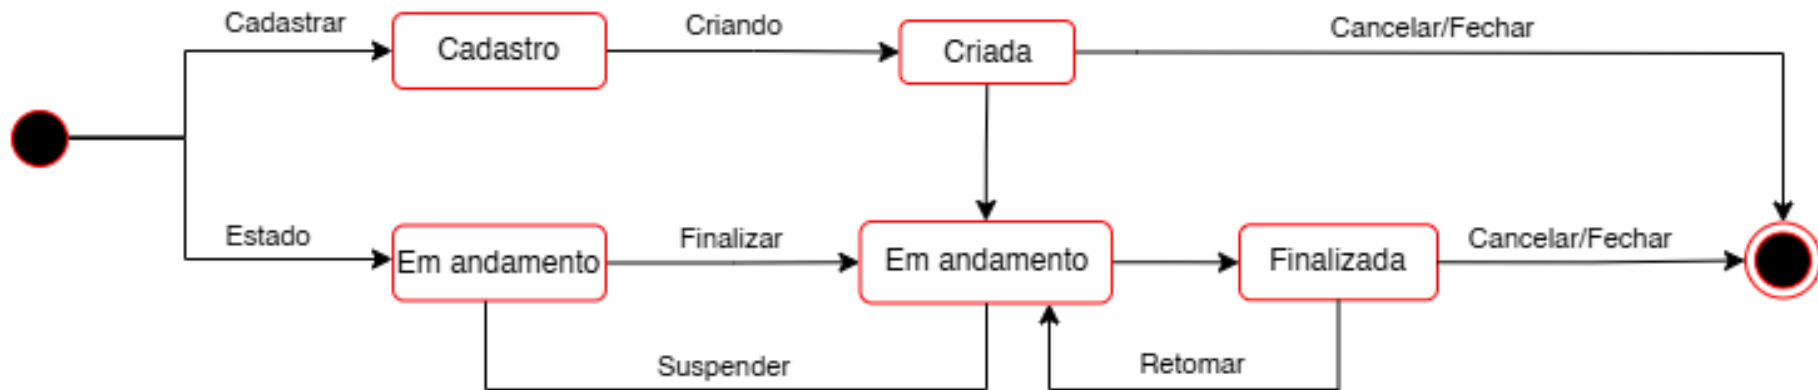 Cadastrar
Cadastro
Criando
Criada
Cancelar/Fechar
Estado
Em andamento
Finalizar
Em andamento
Finalizada
Cancelar/Fechar
Suspender
Retomar